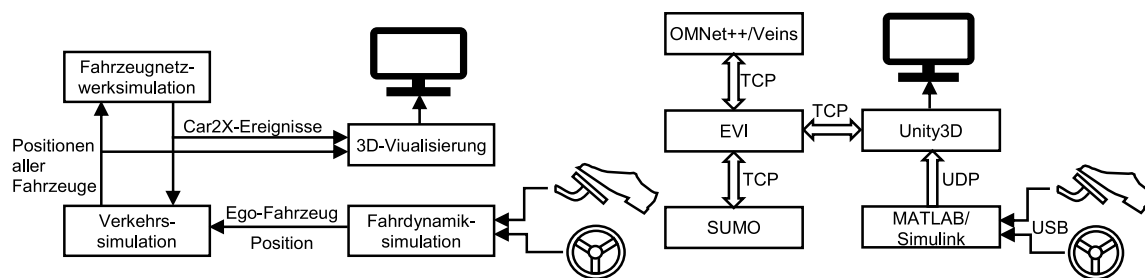 Fahrzeugnetz-
werksimulation
Car2X-Ereignisse
Positionen
aller
Fahrzeuge
3D-Viualisierung
Verkehrs-
simulation
Ego-Fahrzeug
Position
Fahrdynamik-
simulation
OMNet++/Veins
TCP
EVI
TCP
Unity3D
TCP
UDP
SUMO
MATLAB/
Simulink
USB